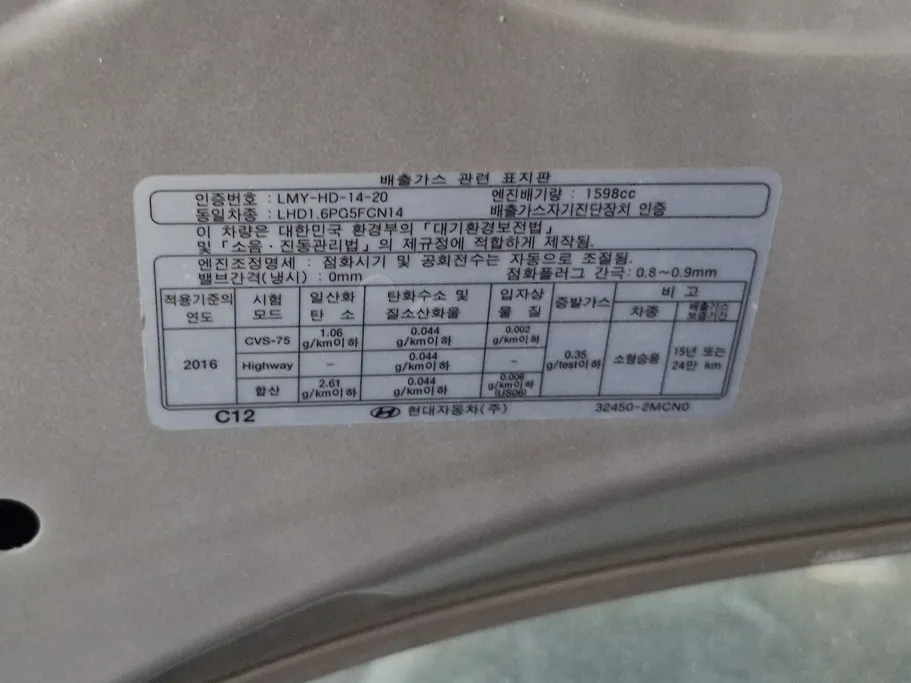 배출가스 관련 표지판
인증번호 : LMY-HD-14-20 엔진배기량 : 1598cc
동일차종 : LHD1.6PG5FCN14 배출가스자기진단장치 인증
이 차량은 대한민국 환경부의 「대기환경보전법」
및 「소음·진동관리법」의 제규정에 적합하게 제작됨.
엔진조정명세 : 점화시기 및 공회전수는 자동으로 조절됨.
밸브간격(냉시) : 0mm 점화플러그 간극: 0.8~0.9mm
적용기준의 연도 시험 모드 일산화 탄소 탄화수소 및 질소산화물 입자상 물질 증발가스 비고
차종 배출가스 보증기간
2016 CVS-75 1.06 g/km이하 0.044 g/km이하 0.002 g/km이하 0.35 g/test이하 소형승용 15년 또는 24만 km
Highway – 0.044 g/km이하 –
합산 2.61 g/km이하 0.044 g/km이하 0.006 g/km이하 (US06)
C12 현대자동차(주) 32450-2MCN0